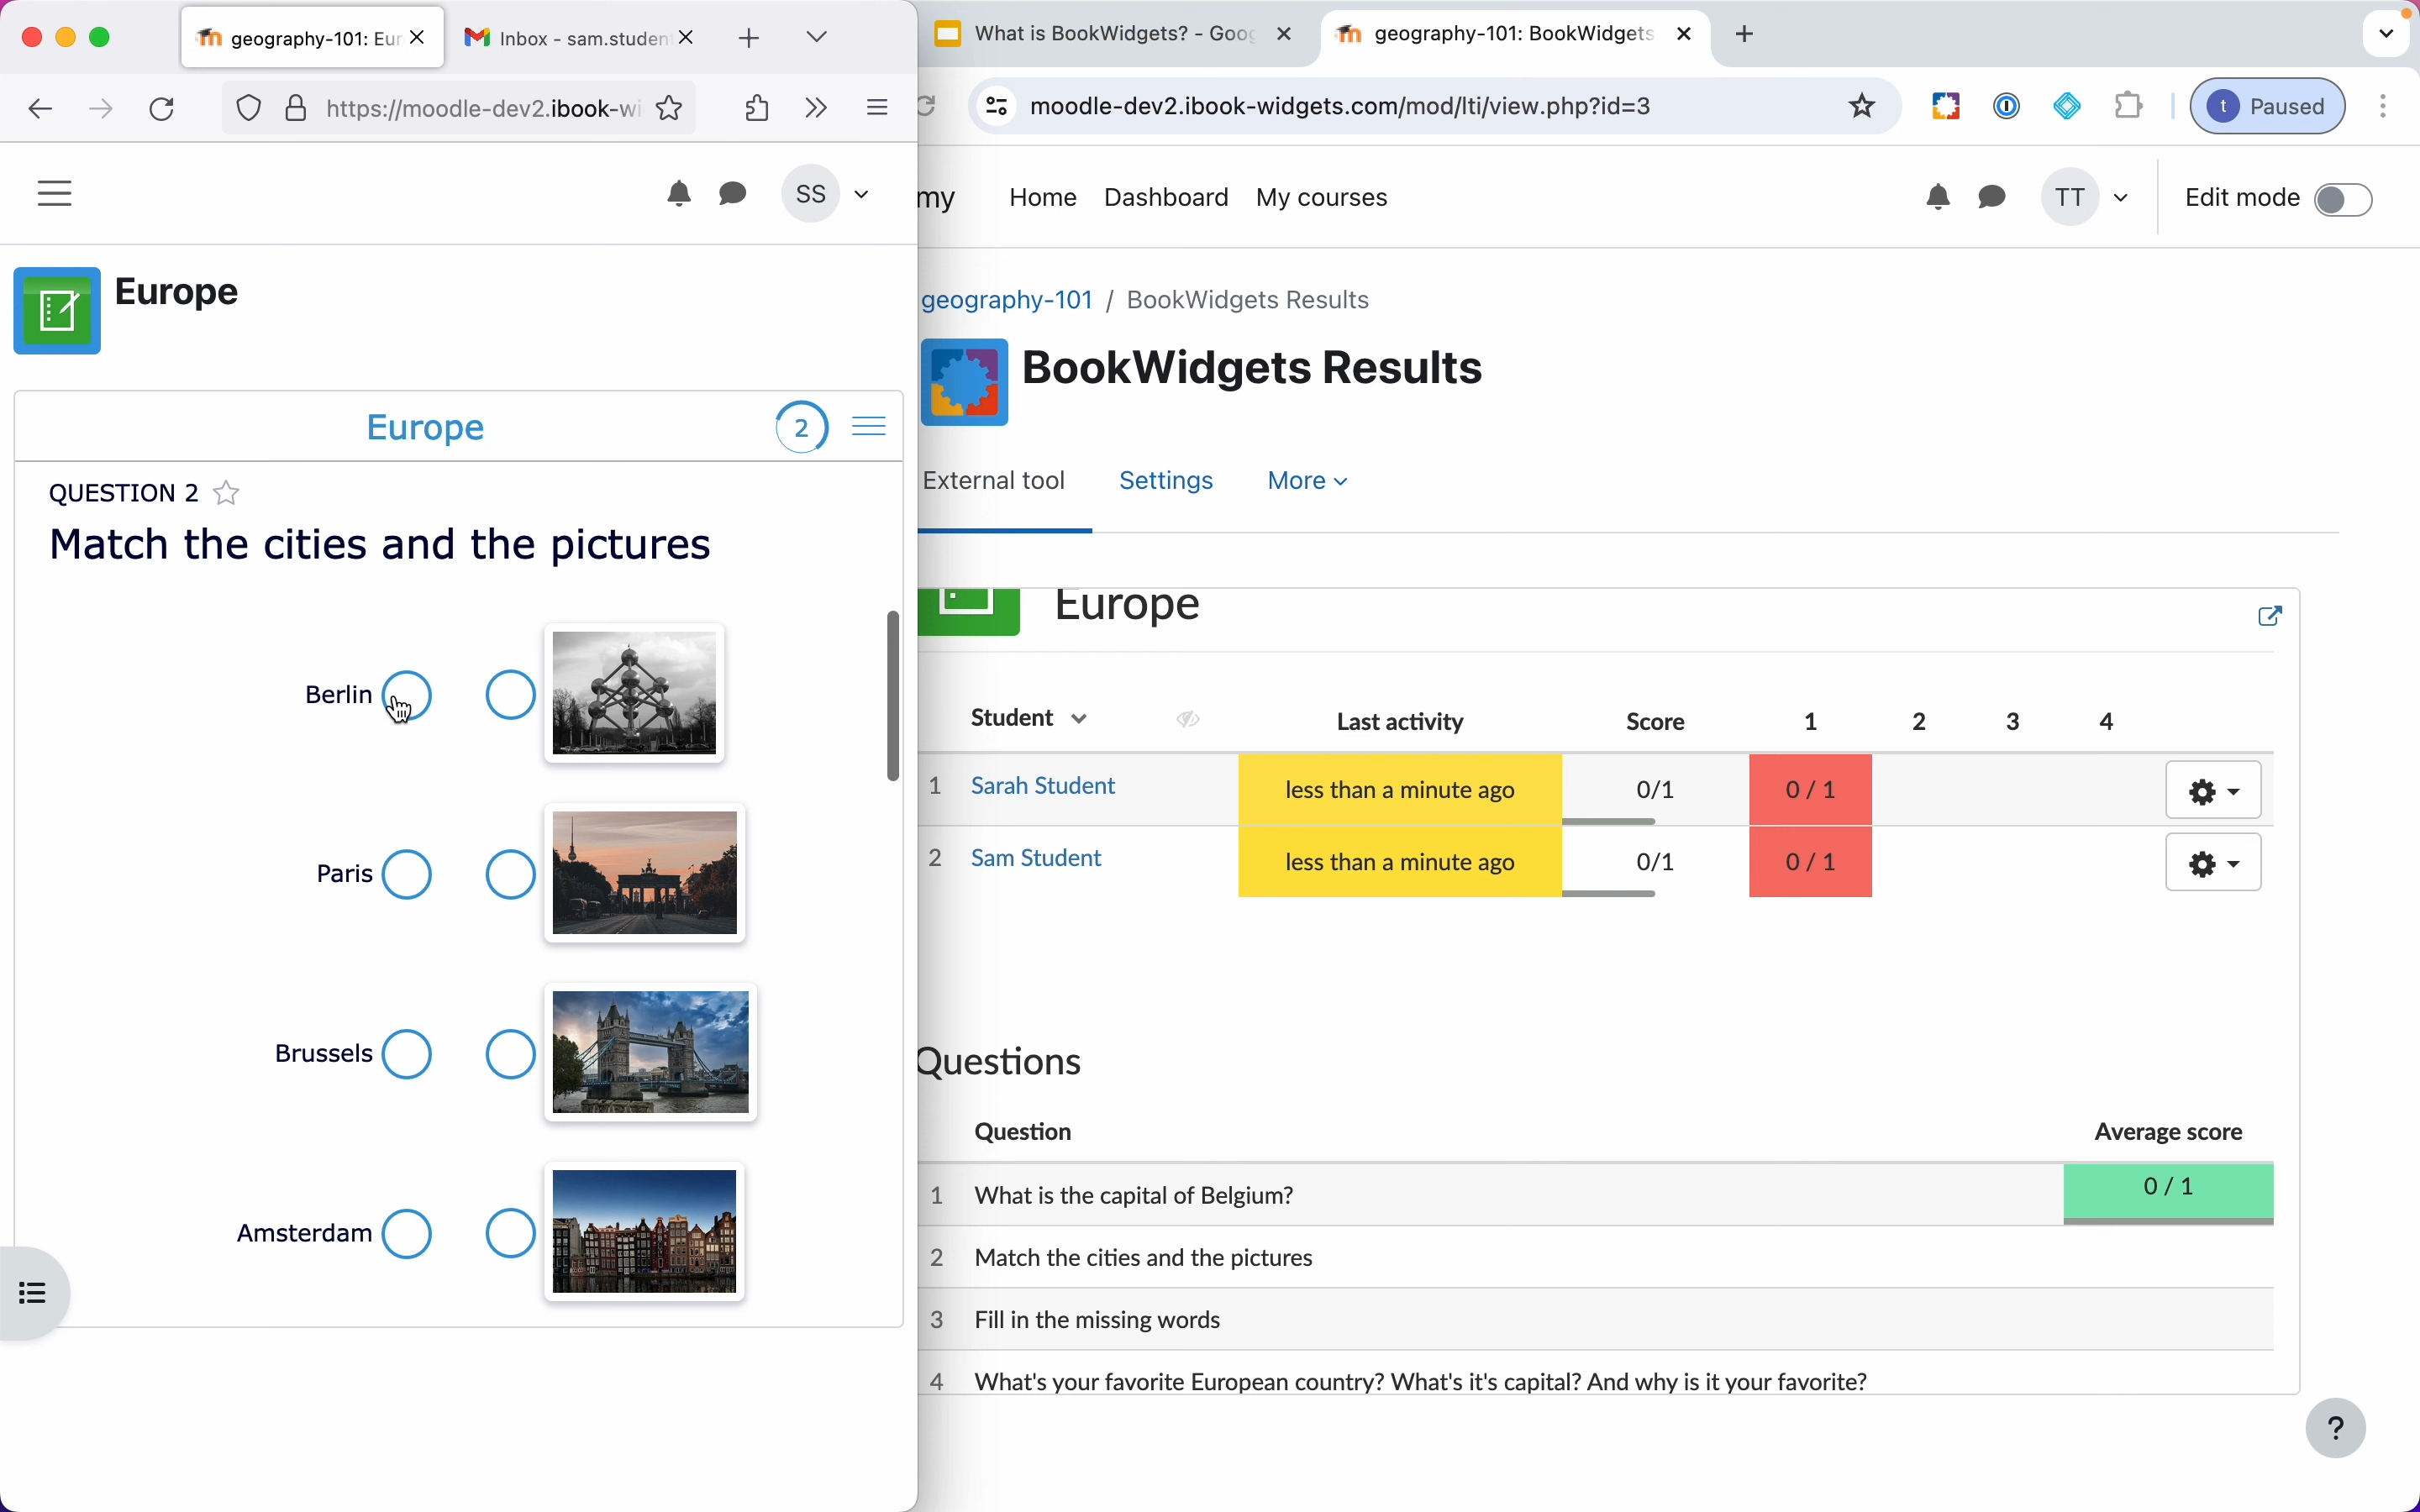 geography-101: Eur
Inbox - sam.studen
https://moodle-dev2.ibook-wi
SS
Europe
Europe
2
QUESTION 2
Match the cities and the pictures
Berlin
Paris
Brussels
Amsterdam
What is BookWidgets? - Goog
geography-101: BookWidgets
moodle-dev2.ibook-widgets.com/mod/lti/view.php?id=3
t Paused
my
Home
Dashboard
My courses
TT
Edit mode
geography-101 / BookWidgets Results
BookWidgets Results
External tool
Settings
More
Europe
Student Last activity Score 1 2 3 4
1 Sarah Student less than a minute ago 0/1 0 / 1
2 Sam Student less than a minute ago 0/1 0 / 1
Questions
Question Average score
1 What is the capital of Belgium? 0 / 1
2 Match the cities and the pictures
3 Fill in the missing words
4 What's your favorite European country? What's it's capital? And why is it your favorite?
?